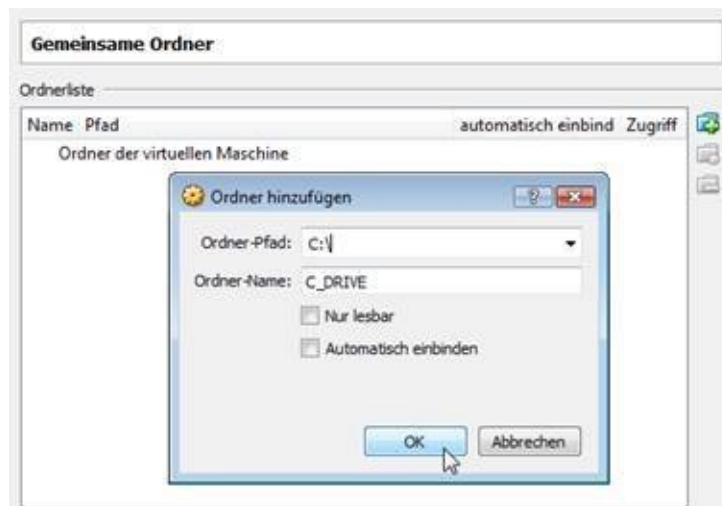 Gemeinsame Ordner
Ordnerliste
Name Pfad automatisch einbind Zugriff
Ordner der virtuellen Maschine
Ordner hinzufügen
Ordner-Pfad: C:\
Ordner-Name: C_DRIVE
Nur lesbar
Automatisch einbinden
OK Abbrechen